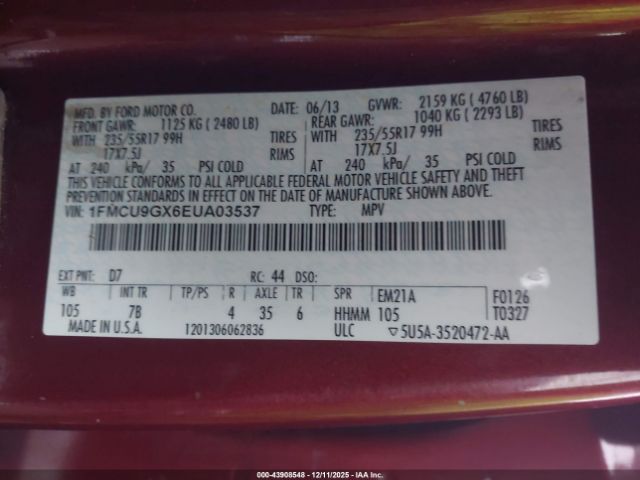 MFD. BY FORD MOTOR CO. DATE: 06/13 GVWR: 2159 KG ( 4760 LB)
FRONT GAWR: 1125 KG ( 2480 LB) REAR GAWR: 1040 KG ( 2293 LB)
WITH 235/55R17 99H TIRES WITH 235/55R17 99H TIRES
17X7.5J RIMS 17X7.5J RIMS
AT 240 kPa/ 35 PSI COLD AT 240 kPa/ 35 PSI COLD
THIS VEHICLE CONFORMS TO ALL APPLICABLE FEDERAL MOTOR VEHICLE SAFETY AND THEFT
PREVENTION STANDARDS IN EFFECT ON THE DATE OF MANUFACTURE SHOWN ABOVE.
VIN: 1FMCU9GX6EUA03537 TYPE: MPV
EXT PNT: D7 RC: 44 DSO:
WB INT TR TP/PS R AXLE TR SPR EM21A F0126
105 7B 4 35 6 HHMM 105 T0327
MADE IN U.S.A. 1201306062836 ULC ▽5U5A-3520472-AA
000-43908548 - 12/11/2025 - IAA Inc.